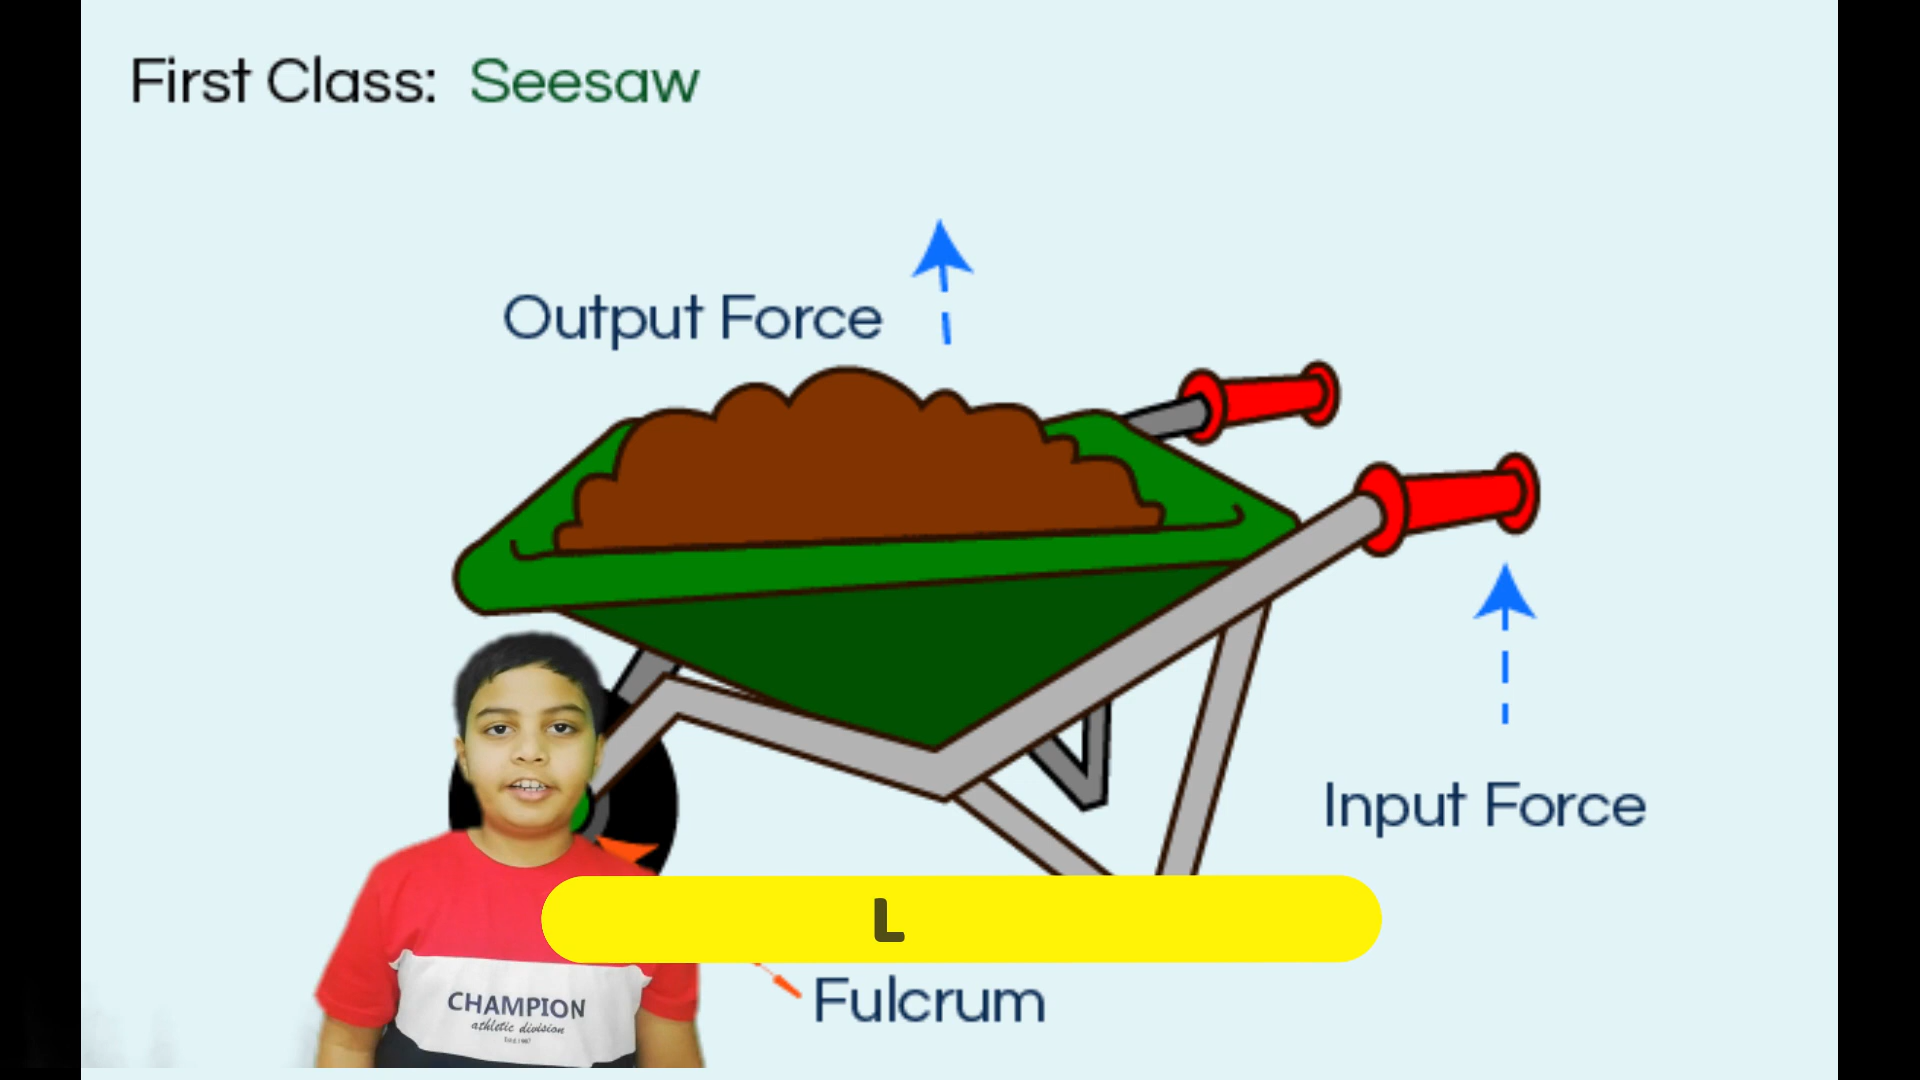 First Class: Seesaw
Output Force
Input Force
L
Fulcrum
CHAMPION
athletic division